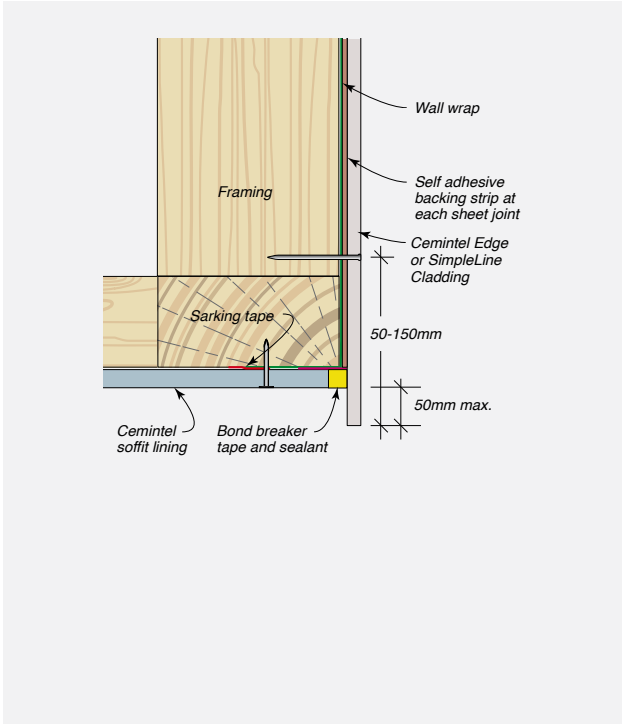 Wall wrap
Framing
Self adhesive
backing strip at
each sheet joint
Cemintel Edge
or SimpleLine
Cladding
Sarking tape
50-150mm
50mm max.
Cemintel
soffit lining
Bond breaker
tape and sealant